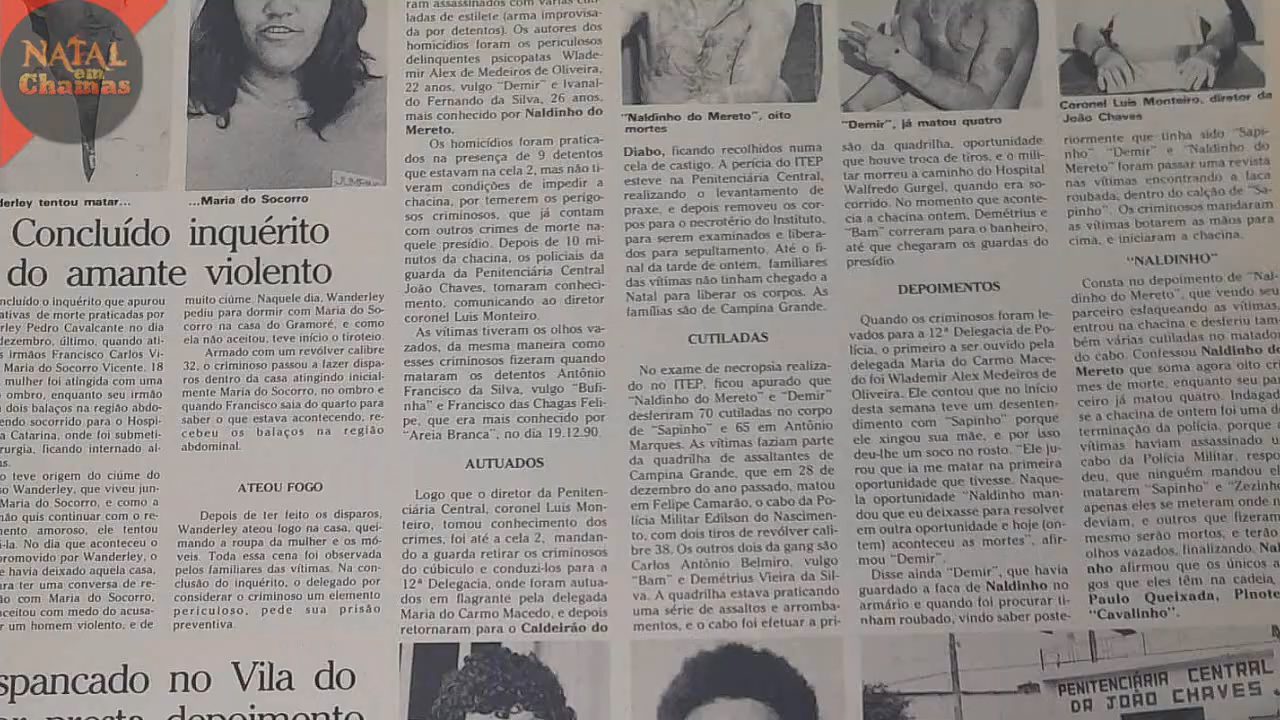 NATAL
em
Chamas
derley tentou matar...
...Maria do Socorro
Concluído inquérito
do amante violento
ncluído o inquérito que apurou
ativas de morte praticadas por
rley Pedro Cavalcante no dia
dezembro, último, quando ati-
s irmãos Francisco Carlos Vi-
Maria do Socorro Vicente, 18
mulher foi atingida com uma
ombro, enquanto seu irmão
dois balaços na região abdo-
endo socorrido para o Hospi-
a Catarina, onde foi submeti-
rurgia, ficando internado al-
s.
o teve origem do ciúme do
so Wanderley, que viveu jun-
Maria do Socorro, e como a
não quis continuar com o re-
mento amoroso, ele tentou
i-la. No dia que aconteceu o
promovido por Wanderley, o
e havia deixado aquela casa,
ara ter uma conversa de re-
ão com Maria do Socorro,
aceitou com medo do acusa-
r um homem violento, e de
muito ciúme. Naquele dia, Wanderley
pediu para dormir com Maria do So-
corro na casa do Gramoré, e como
ela não aceitou, teve início o tiroteio.
Armado com um revólver calibre
32, o criminoso passou a fazer dispa-
ros dentro da casa atingindo inicial-
mente Maria do Socorro, no ombro e
quando Francisco saia do quarto para
saber o que estava acontecendo, re-
cebeu os balaços na região
abdominal.
ATEOU FOGO
Depois de ter feito os disparos,
Wanderley ateou fogo na casa, quei-
mando a roupa da mulher e os mó-
veis. Toda essa cena foi observada
pelos familiares das vítimas. Na con-
clusão do inquérito, o delegado por
considerar o criminoso um elemento
periculoso, pede sua prisão
preventiva.
spancado no Vila do
depoimento
ram assassinados com várias cuti-
ladas de estilete (arma improvisa-
da por detentos). Os autores dos
homicídios foram os periculosos
delinquentes psicopatas Wlade-
mir Alex de Medeiros de Oliveira,
22 anos, vulgo "Demir" e Ivanal-
do Fernando da Silva, 26 anos,
mais conhecido por Naldinho do
Mereto.
Os homicídios foram pratica-
dos na presença de 9 detentos
que estavam na cela 2, mas não ti-
veram condições de impedir a
chacina, por temerem os perigo-
sos criminosos, que já contam
com outros crimes de morte na-
quele presídio. Depois de 10 mi-
nutos da chacina, os policiais da
guarda da Penitenciária Central
João Chaves, tomaram conheci-
mento, comunicando ao diretor
coronel Luis Monteiro.
As vítimas tiveram os olhos va-
zados, da mesma maneira como
esses criminosos fizeram quando
mataram os detentos Antônio
Francisco da Silva, vulgo "Bufi-
nha" e Francisco das Chagas Feli-
pe, que era mais conhecido por
"Areia Branca", no dia 19.12.90.
AUTUADOS
Logo que o diretor da Peniten-
ciária Central, coronel Luis Mon-
teiro, tomou conhecimento dos
crimes, foi até a cela 2, mandan-
do a guarda retirar os criminosos
do cúbiculo e conduzi-los para a
12ª Delegacia, onde foram autua-
dos em flagrante pela delegada
Maria do Carmo Macedo, e depois
retornaram para o Caldeirão do
"Naldinho do Mereto", oito
mortes
Diabo, ficando recolhidos numa
cela de castigo. A perícia do ITEP
esteve na Penitenciária Central,
realizando o levantamento de
praxe, e depois removeu os cor-
pos para o necrotério do Instituto,
para serem examinados e libera-
dos para sepultamento. Até o fi-
nal da tarde de ontem, familiares
das vítimas não tinham chegado a
Natal para liberar os corpos. As
famílias são de Campina Grande.
CUTILADAS
No exame de necropsia realiza-
do no ITEP, ficou apurado que
"Naldinho do Mereto" e "Demir"
desferiram 70 cutiladas no corpo
de "Sapinho" e 65 em Antônio
Marques. As vítimas faziam parte
da quadrilha de assaltantes de
Campina Grande, que em 28 de
dezembro do ano passado, matou
em Felipe Camarão, o cabo da Po-
lícia Militar Edilson do Nascimen-
to, com dois tiros de revólver cali-
bre 38. Os outros dois da gang são
Carlos Antônio Belmiro, vulgo
"Bam" e Demétrius Vieira da Sil-
va. A quadrilha estava praticando
uma série de assaltos e arromba-
mentos, e o cabo foi efetuar a pri-
"Demir", já matou quatro
são da quadrilha, oportunidade
que houve troca de tiros, e o mili-
tar morreu a caminho do Hospital
Walfredo Gurgel, quando era so-
corrido. No momento que aconte-
cia a chacina ontem, Demétrius e
"Bam" correram para o banheiro,
até que chegaram os guardas do
presídio.
DEPOIMENTOS
Quando os criminosos foram le-
vados para a 12ª Delegacia de Po-
lícia, o primeiro a ser ouvido pela
delegada Maria do Carmo Mace-
do foi Wlademir Alex Medeiros de
Oliveira. Ele contou que no início
desta semana teve um desenten-
dimento com "Sapinho" porque
ele xingou sua mãe, e por isso
deu-lhe um soco no rosto. "Ele ju-
rou que ia me matar na primeira
oportunidade que tivesse. Naque-
la oportunidade "Naldinho man-
dou que eu deixasse para resolver
em outra oportunidade e hoje (on-
tem) aconteceu as mortes", afir-
mou "Demir".
Disse ainda "Demir", que havia
guardado a faca de Naldinho no
armário e quando foi procurar ti-
nham roubado, vindo saber poste-
Coronel Luis Monteiro, diretor da
João Chaves
riormente que tinha sido "Sapi-
nho". "Demir" e "Naldinho do
Mereto" foram passar uma revista
nas vítimas encontrando a faca
roubada, dentro do calção de "Sa-
pinho". Os criminosos mandaram
as vítimas botarem as mãos para
cima, e iniciaram a chacina.
"NALDINHO"
Consta no depoimento de "Nal-
dinho do Mereto", que vendo seu
parceiro esfaqueando as vítimas,
entrou na chacina e desferiu tam-
bém várias cutiladas no matador
do cabo. Confessou Naldinho do
Mereto que soma agora oito cri-
mes de morte, enquanto seu par-
ceiro já matou quatro. Indagad
se a chacina de ontem foi uma de
terminação da polícia, porque a
vítimas haviam assassinado u
cabo da Polícia Militar, respo
deu, que ninguém mandou el
matarem "Sapinho" e "Zezinho
apenas eles se meteram onde n
deviam, e outros que fizeram
mesmo serão mortos, e terão
olhos vazados, finalizando. Na
nho afirmou que os únicos a
gos que eles têm na cadeia,
Paulo Queixada, Pinote
"Cavalinho".
PENITENCIÁRIA CENTRAL
DR JOÃO CHAVES